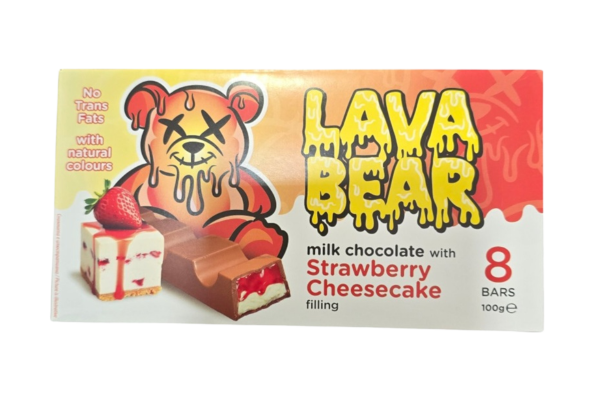 No
Trans
Fats
with
natural
colours
LAVA
BEAR
milk chocolate with
Strawberry
Cheesecake
filling
8
BARS
100g℮